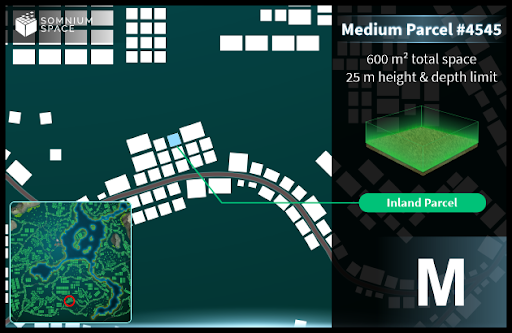 SOMNIUM
SPACE
Medium Parcel #4545
600 m² total space
25 m height & depth limit
Inland Parcel
M